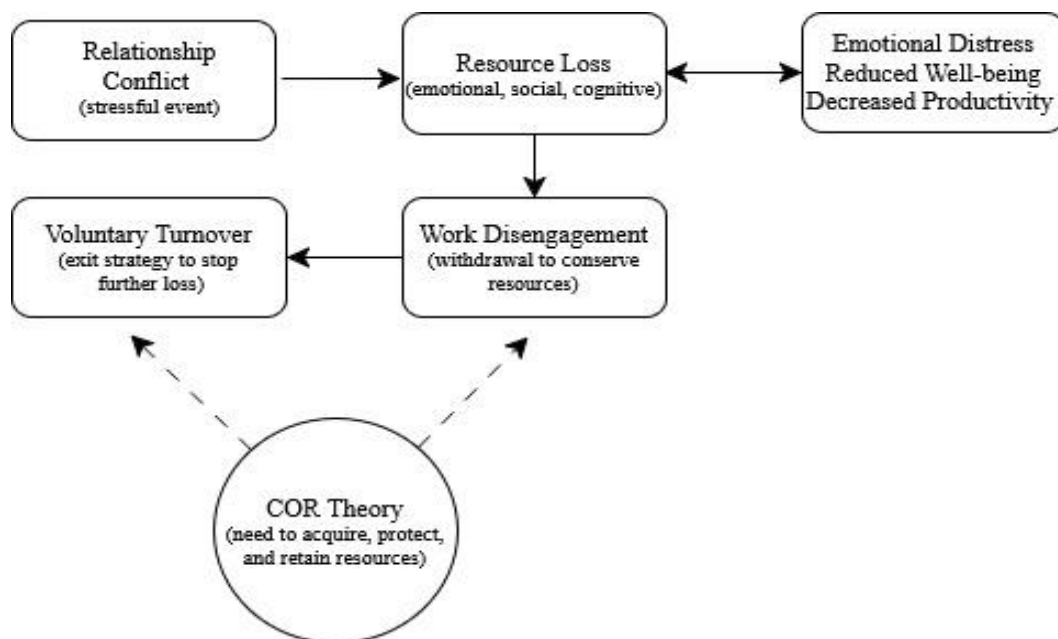 Relationship
Conflict
(stressful event)
Resource Loss
(emotional, social, cognitive)
Emotional Distress
Reduced Well-being
Decreased Productivity
Voluntary Turnover
(exit strategy to stop
further loss)
Work Disengagement
(withdrawal to conserve
resources)
COR Theory
(need to acquire, protect,
and retain resources)